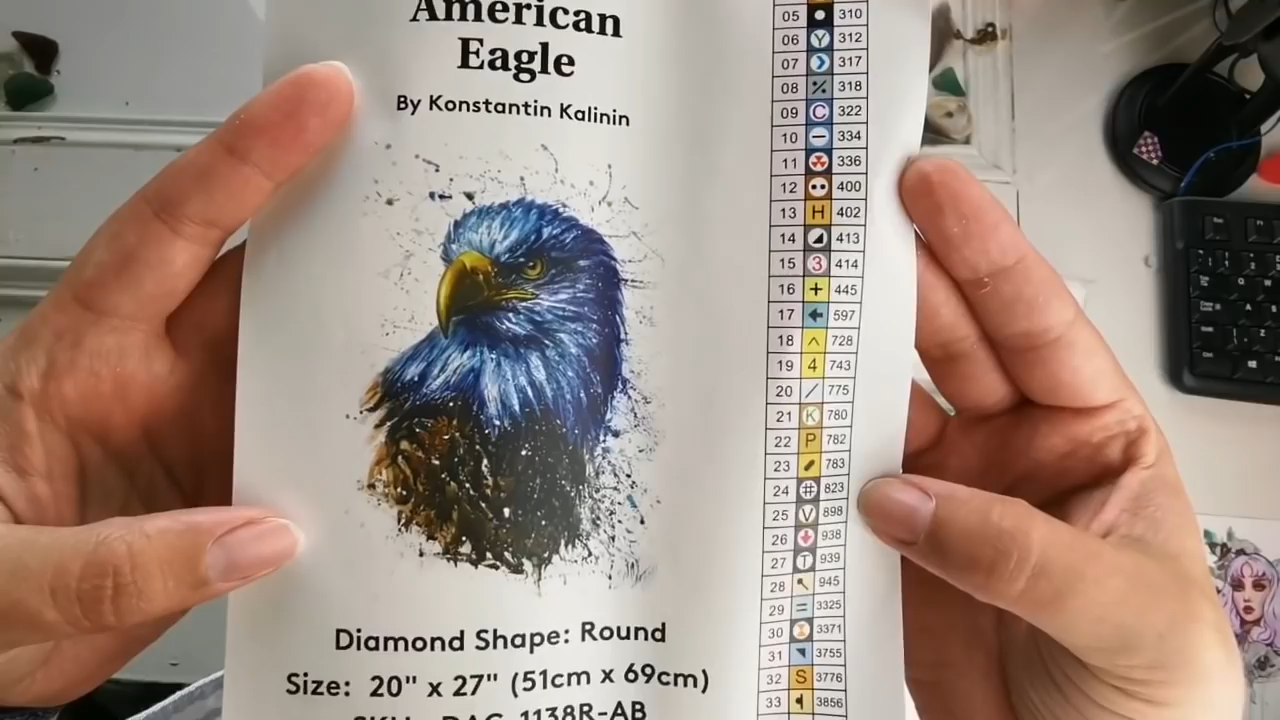 American
Eagle
By Konstantin Kalinin
Diamond Shape: Round
Size: 20" x 27" (51cm x 69cm)
1138R-AB
05 310
06 Y 312
07 317
08 318
09 C 322
10 334
11 336
12 400
13 H 402
14 413
15 3 414
16 + 445
17 597
18 ^ 728
19 4 743
20 / 775
21 K 780
22 P 782
23 783
24 # 823
25 V 898
26 938
27 T 939
28 945
29 = 3325
30 3371
31 3755
32 S 3776
33 3856